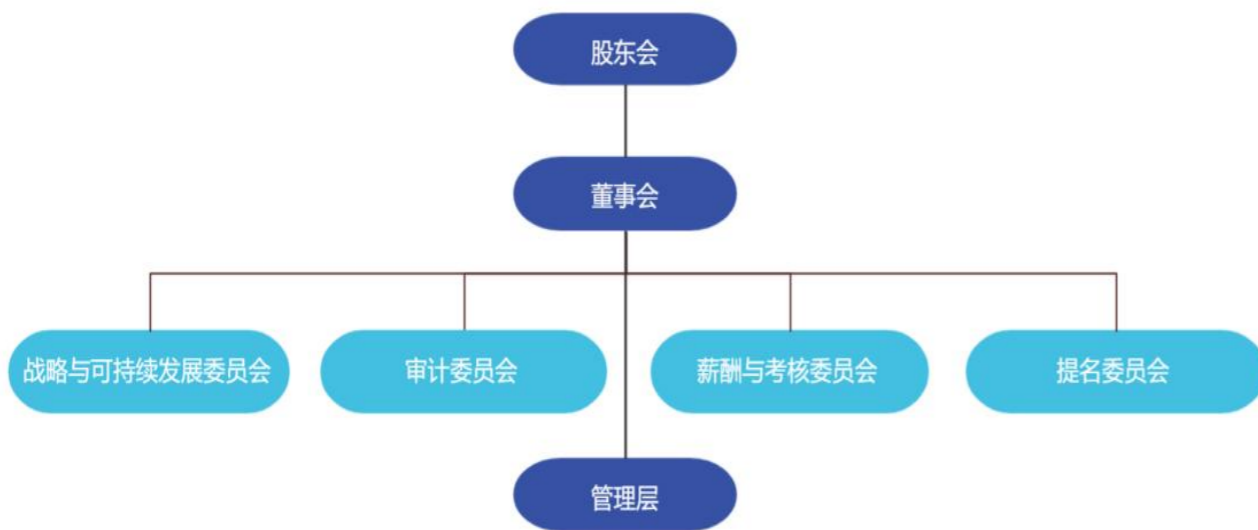 股东会
董事会
战略与可持续发展委员会
审计委员会
薪酬与考核委员会
提名委员会
管理层